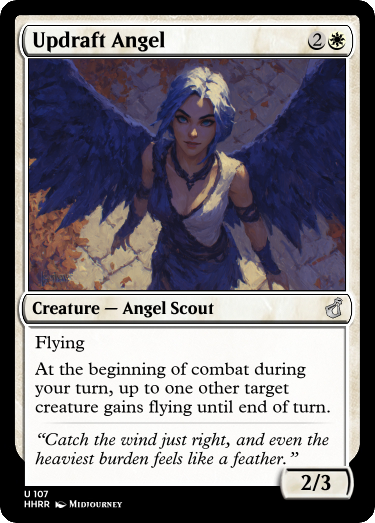 Updraft Angel 2
Creature — Angel Scout
Flying
At the beginning of combat during
your turn, up to one other target
creature gains flying until end of turn.
“Catch the wind just right, and even the
heaviest burden feels like a feather.”
2/3
U 107
HHRR Midjourney